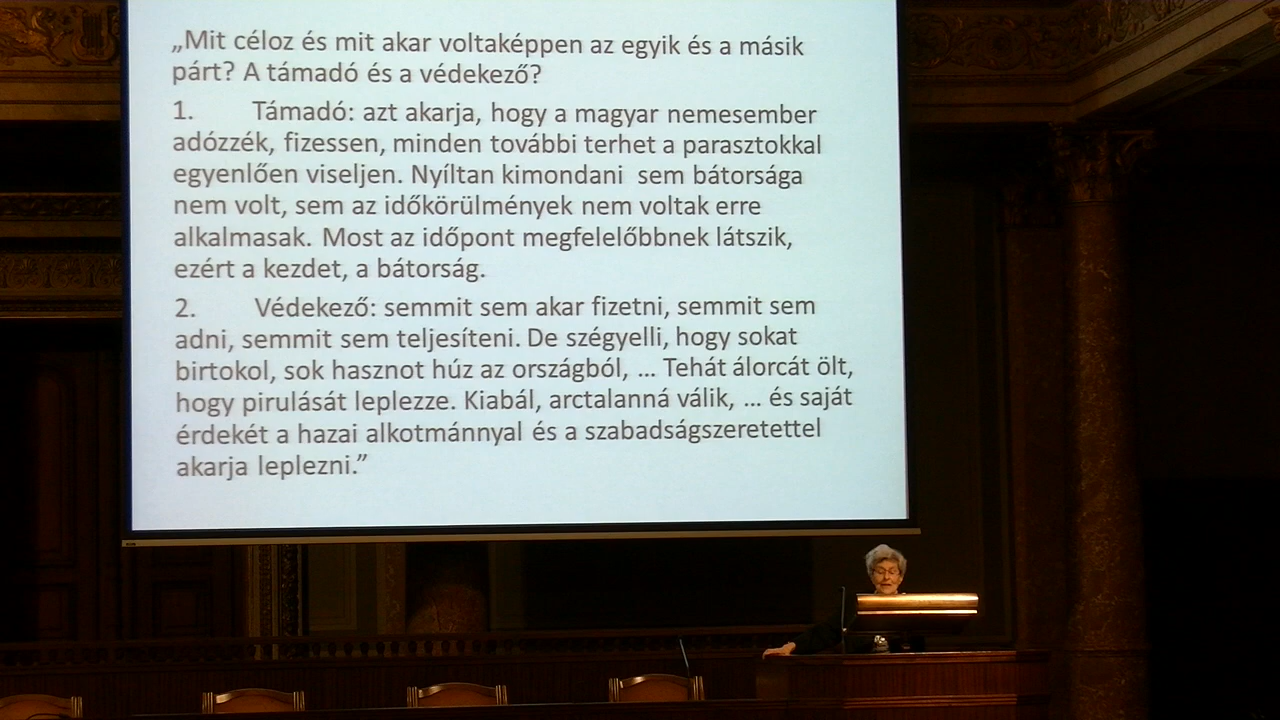 „Mit céloz és mit akar voltaképpen az egyik és a másik
párt? A támadó és a védekező?
1. Támadó: azt akarja, hogy a magyar nemesember
adózzék, fizessen, minden további terhet a parasztokkal
egyenlően viseljen. Nyíltan kimondani sem bátorsága
nem volt, sem az időkörülmények nem voltak erre
alkalmasak. Most az időpont megfelelőbbnek látszik,
ezért a kezdet, a bátorság.
2. Védekező: semmit sem akar fizetni, semmit sem
adni, semmit sem teljesíteni. De szégyelli, hogy sokat
birtokol, sok hasznot húz az országból, ... Tehát álorcát ölt,
hogy pirulását leplezze. Kiabál, arctalanná válik, ... és saját
érdekét a hazai alkotmánnyal és a szabadságszeretettel
akarja leplezni.”